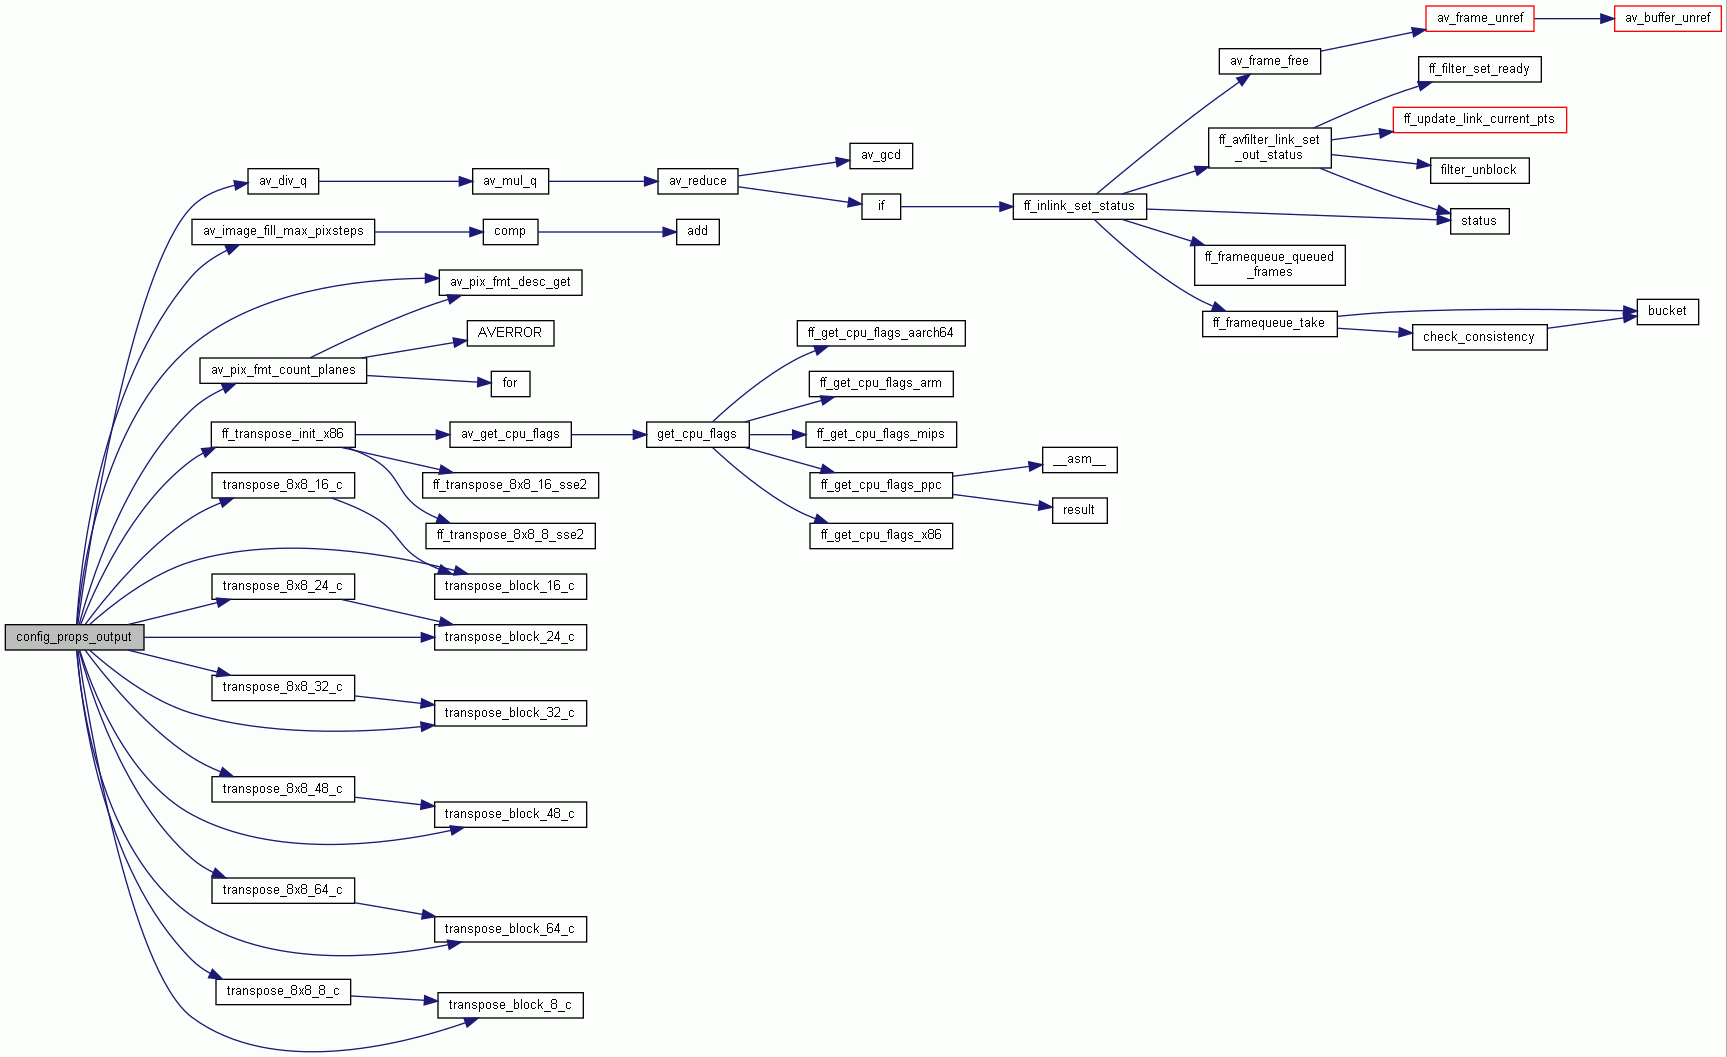 av_frame_unref
av_buffer_unref
av_frame_free
ff_filter_set_ready
ff_update_link_current_pts
ff_avfilter_link_set
_out_status
av_gcd
filter_unblock
av_div_q
av_mul_q
av_reduce
if
ff_inlink_set_status
status
av_image_fill_max_pixsteps
comp
add
ff_framequeue_queued
_frames
av_pix_fmt_desc_get
bucket
ff_framequeue_take
check_consistency
AVERROR
ff_get_cpu_flags_aarch64
av_pix_fmt_count_planes
for
ff_get_cpu_flags_arm
ff_transpose_init_x86
av_get_cpu_flags
get_cpu_flags
ff_get_cpu_flags_mips
__asm__
transpose_8x8_16_c
ff_transpose_8x8_16_sse2
ff_get_cpu_flags_ppc
result
ff_transpose_8x8_8_sse2
ff_get_cpu_flags_x86
transpose_8x8_24_c
transpose_block_16_c
config_props_output
transpose_block_24_c
transpose_8x8_32_c
transpose_block_32_c
transpose_8x8_48_c
transpose_block_48_c
transpose_8x8_64_c
transpose_block_64_c
transpose_8x8_8_c
transpose_block_8_c